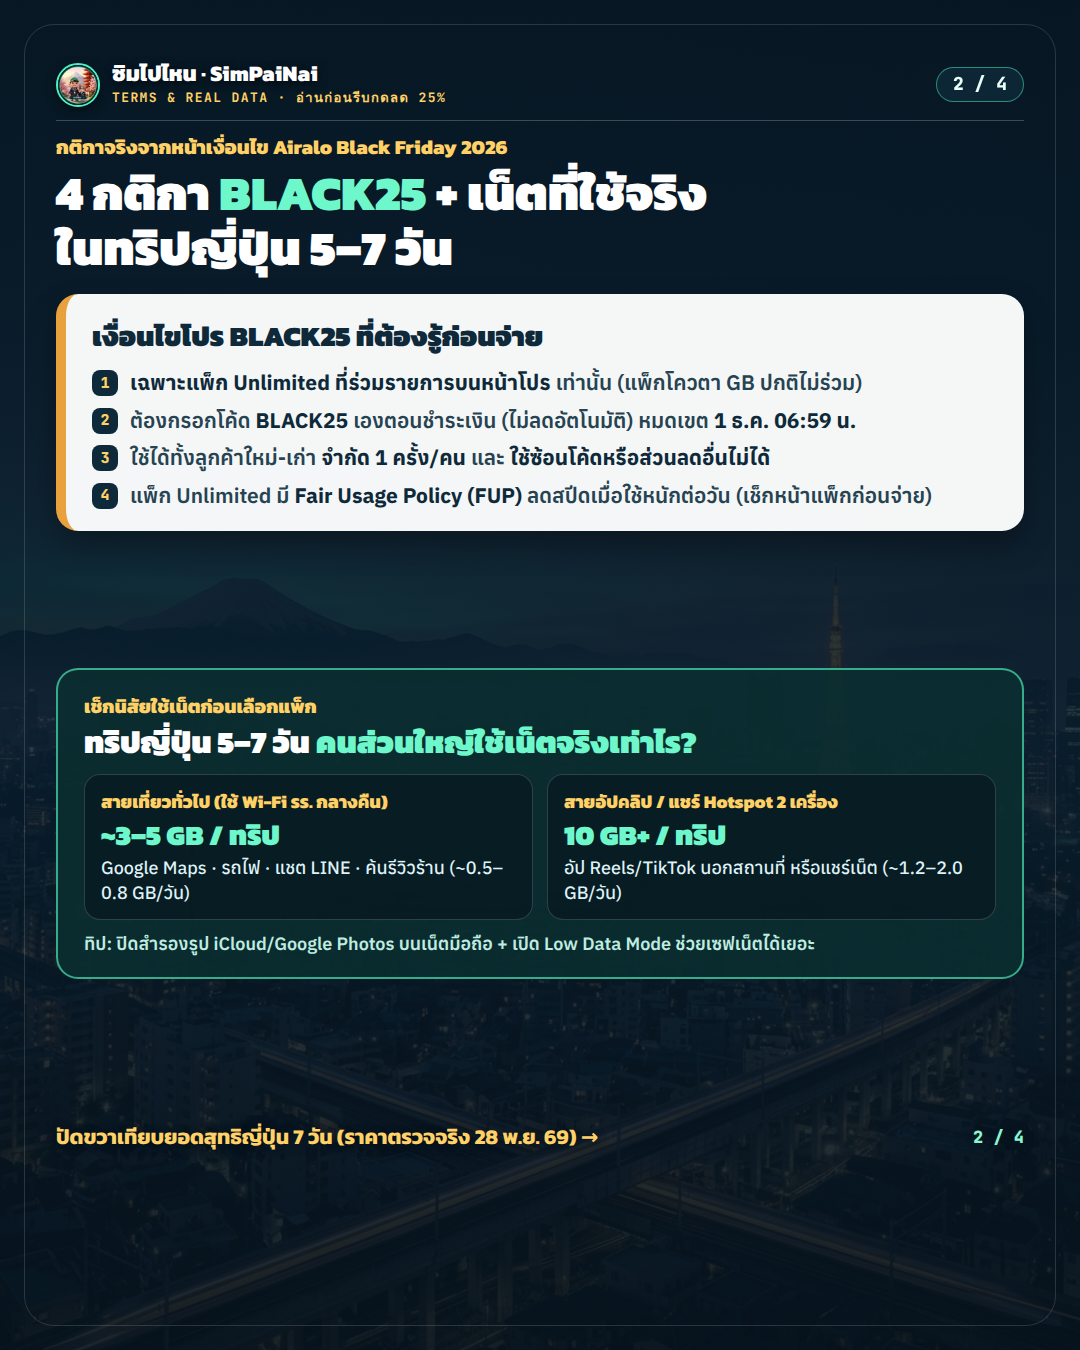 ซิมไปไหน · SimPaiNai
TERMS & REAL DATA · อ่านก่อนรีบกดลด 25%
2 / 4
กติกาจริงจากหน้าเงื่อนไข Airalo Black Friday 2026
4 กติกา BLACK25 + เน็ตที่ใช้จริง
ในทริปญี่ปุ่น 5–7 วัน
เงื่อนไขโปร BLACK25 ที่ต้องรู้ก่อนจ่าย
1 เฉพาะแพ็ก Unlimited ที่ร่วมรายการบนหน้าโปร เท่านั้น (แพ็กโควตา GB ปกติไม่ร่วม)
2 ต้องกรอกโค้ด BLACK25 เองตอนชำระเงิน (ไม่ลดอัตโนมัติ) หมดเขต 1 ธ.ค. 06:59 น.
3 ใช้ได้ทั้งลูกค้าใหม่-เก่า จำกัด 1 ครั้ง/คน และ ใช้ซ้อนโค้ดหรือส่วนลดอื่นไม่ได้
4 แพ็ก Unlimited มี Fair Usage Policy (FUP) ลดสปีดเมื่อใช้หนักต่อวัน (เช็กหน้าแพ็กก่อนจ่าย)
เช็กนิสัยใช้เน็ตก่อนเลือกแพ็ก
ทริปญี่ปุ่น 5–7 วัน คนส่วนใหญ่ใช้เน็ตจริงเท่าไร?
สายเที่ยวทั่วไป (ใช้ Wi-Fi รร. กลางคืน)
~3–5 GB / ทริป
Google Maps · รถไฟ · แชต LINE · ค้นรีวิวร้าน (~0.5–
0.8 GB/วัน)
สายอัปคลิป / แชร์ Hotspot 2 เครื่อง
10 GB+ / ทริป
อัป Reels/TikTok นอกสถานที่ หรือแชร์เน็ต (~1.2–2.0
GB/วัน)
ทิป: ปิดสำรองรูป iCloud/Google Photos บนเน็ตมือถือ + เปิด Low Data Mode ช่วยเซฟเน็ตได้เยอะ
ปัดขวาเทียบยอดสุทธิญี่ปุ่น 7 วัน (ราคาตรวจจริง 28 พ.ย. 69) →
2 / 4